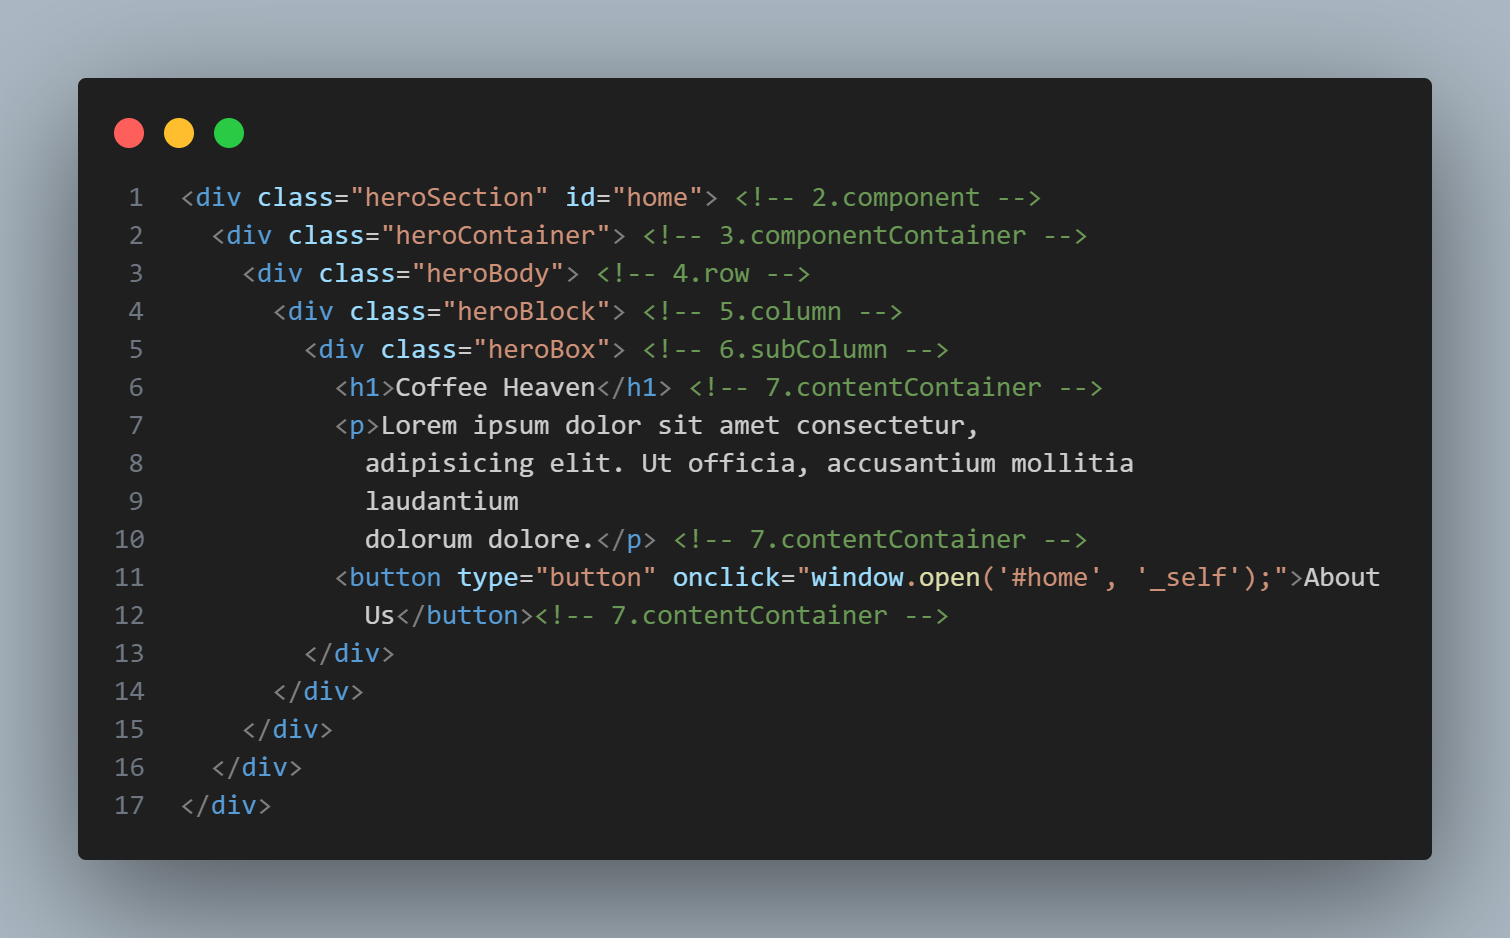 1 <div class="heroSection" id="home"> <!-- 2.component -->
2   <div class="heroContainer"> <!-- 3.componentContainer -->
3     <div class="heroBody"> <!-- 4.row -->
4       <div class="heroBlock"> <!-- 5.column -->
5         <div class="heroBox"> <!-- 6.subColumn -->
6           <h1>Coffee Heaven</h1> <!-- 7.contentContainer -->
7           <p>Lorem ipsum dolor sit amet consectetur,
8             adipisicing elit. Ut officia, accusantium mollitia
9             laudantium
10             dolorum dolore.</p> <!-- 7.contentContainer -->
11           <button type="button" onclick="window.open('#home', '_self');">About
12             Us</button><!-- 7.contentContainer -->
13         </div>
14       </div>
15     </div>
16   </div>
17 </div>